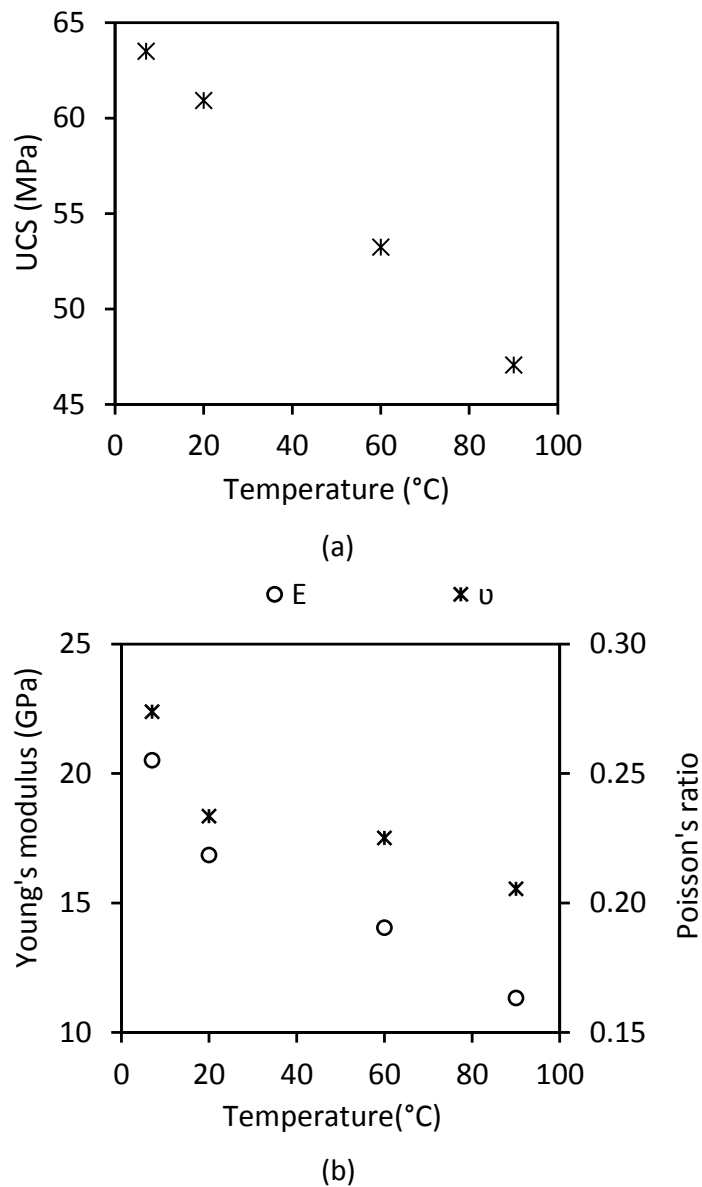 65
60
55
50
45
UCS (MPa)
0 20 40 60 80 100
Temperature (°C)
(a)
E υ
25
20
15
10
Young's modulus (GPa)
0.30
0.25
0.20
0.15
Poisson's ratio
0 20 40 60 80 100
Temperature(°C)
(b)